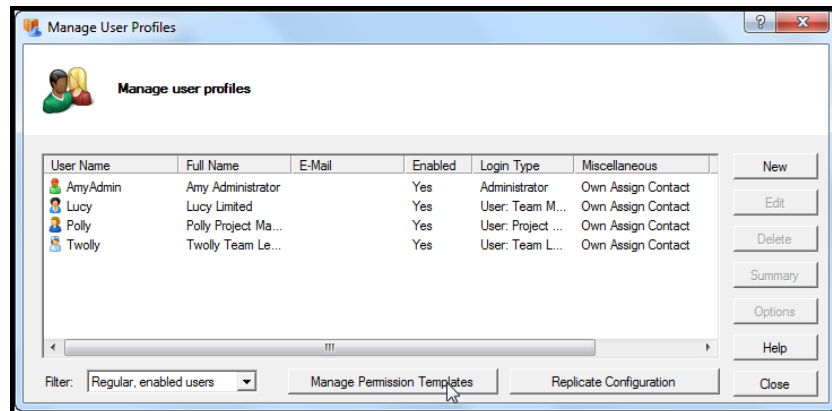 Manage User Profiles
Manage user profiles
User Name Full Name E-Mail Enabled Login Type Miscellaneous
AmyAdmin Amy Administrator Yes Administrator Own Assign Contact
Lucy Lucy Limited Yes User: Team M... Own Assign Contact
Polly Polly Project Ma... Yes User: Project ... Own Assign Contact
Twolly Twolly Team Le... Yes User: Team L... Own Assign Contact
New
Edit
Delete
Summary
Options
Help
Filter: Regular, enabled users Manage Permission Templates Replicate Configuration Close